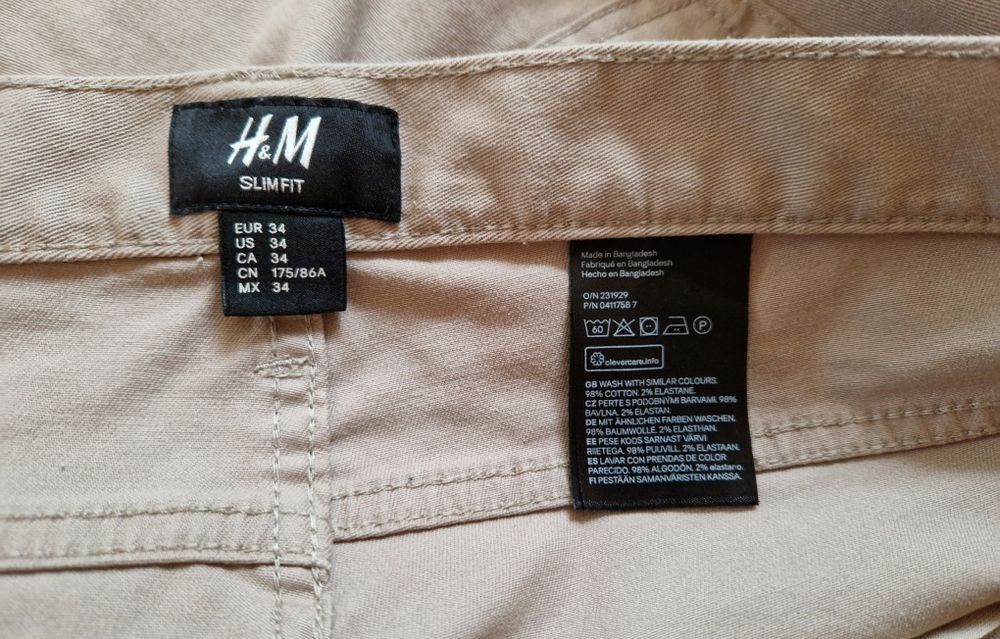 H&M
SLIM FIT
EUR 34
US 34
CA 34
CN 175/86A
MX 34
Made in Bangladesh
Fabriqué en Bangladesh
Hecho en Bangladesh
O/N 231929
P/N 0411758 7
60
P
clevercare.info
GB WASH WITH SIMILAR COLOURS.
98% COTTON. 2% ELASTANE.
CZ PERTE S PODOBNÝMI BARVAMI. 98%
BAVLNA. 2% ELASTAN.
DE MIT ÄHNLICHEN FARBEN WASCHEN.
98% BAUMWOLLE. 2% ELASTHAN.
EE PESE KOOS SARNAST VÄRVI
RIIETEGA. 98% PUUVILL. 2% ELASTAAN.
ES LAVAR CON PRENDAS DE COLOR
PARECIDO. 98% ALGODÓN. 2% elastano.
FI PESTÄÄN SAMANVÄRISTEN KANSSA.